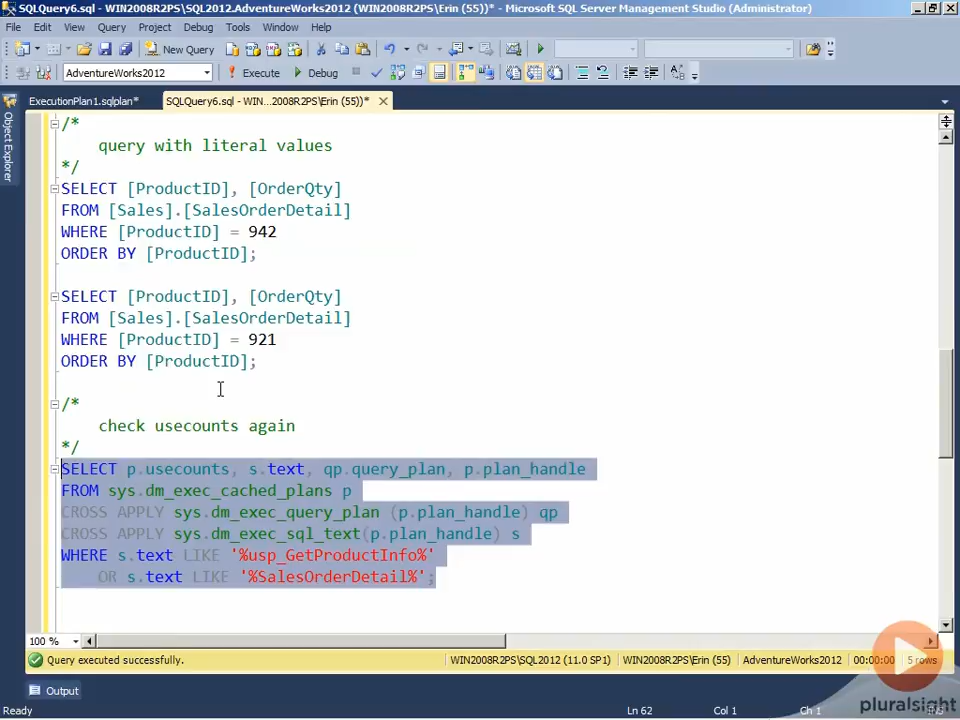 SQLQuery6.sql - WIN2008R2PS\SQL2012.AdventureWorks2012 (Erin (55))* - Microsoft SQL Server Management Studio (Administrator)
File Edit View Query Project Debug Tools Window Help
New Query
AdventureWorks2012 Execute Debug
ExecutionPlan1.sqlplan* SQLQuery6.sql - WIN...2008R2PS\Erin (55))*
Object Explorer
/*
query with literal values
*/
SELECT [ProductID], [OrderQty]
FROM [Sales].[SalesOrderDetail]
WHERE [ProductID] = 942
ORDER BY [ProductID];
SELECT [ProductID], [OrderQty]
FROM [Sales].[SalesOrderDetail]
WHERE [ProductID] = 921
ORDER BY [ProductID];
/*
check usecounts again
*/
SELECT p.usecounts, s.text, qp.query_plan, p.plan_handle
FROM sys.dm_exec_cached_plans p
CROSS APPLY sys.dm_exec_query_plan (p.plan_handle) qp
CROSS APPLY sys.dm_exec_sql_text(p.plan_handle) s
WHERE s.text LIKE '%usp_GetProductInfo%'
OR s.text LIKE '%SalesOrderDetail%';
100 %
Query executed successfully. WIN2008R2PS\SQL2012 (11.0 SP1) WIN2008R2PS\Erin (55) AdventureWorks2012 00:00:00 5 rows
Output
Ready Ln 62 Col 1 Ch 1 INS
pluralsight